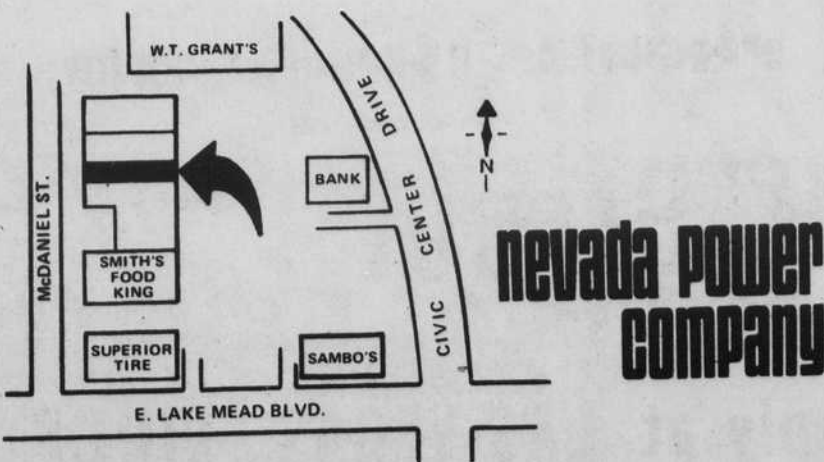 W.T. GRANT'S
McDANIEL ST.
CIVIC CENTER DRIVE
N
BANK
SMITH'S
FOOD
KING
SUPERIOR
TIRE
SAMBO'S
E. LAKE MEAD BLVD.
nevada power
company